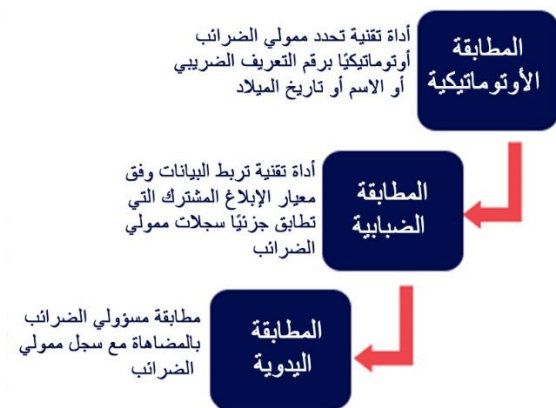 المطابقة
الأوتوماتيكية
أداة تقنية تحدد ممولي الضرائب
أوتوماتيكيًا برقم التعريف الضريبي
أو الاسم أو تاريخ الميلاد
المطابقة
الضبابية
أداة تقنية تربط البيانات وفق
معيار الإبلاغ المشترك التي
تطابق جزئيًا سجلات ممولي
الضرائب
المطابقة
اليدوية
مطابقة مسؤولي الضرائب
بالمضاهاة مع سجل ممولي
الضرائب